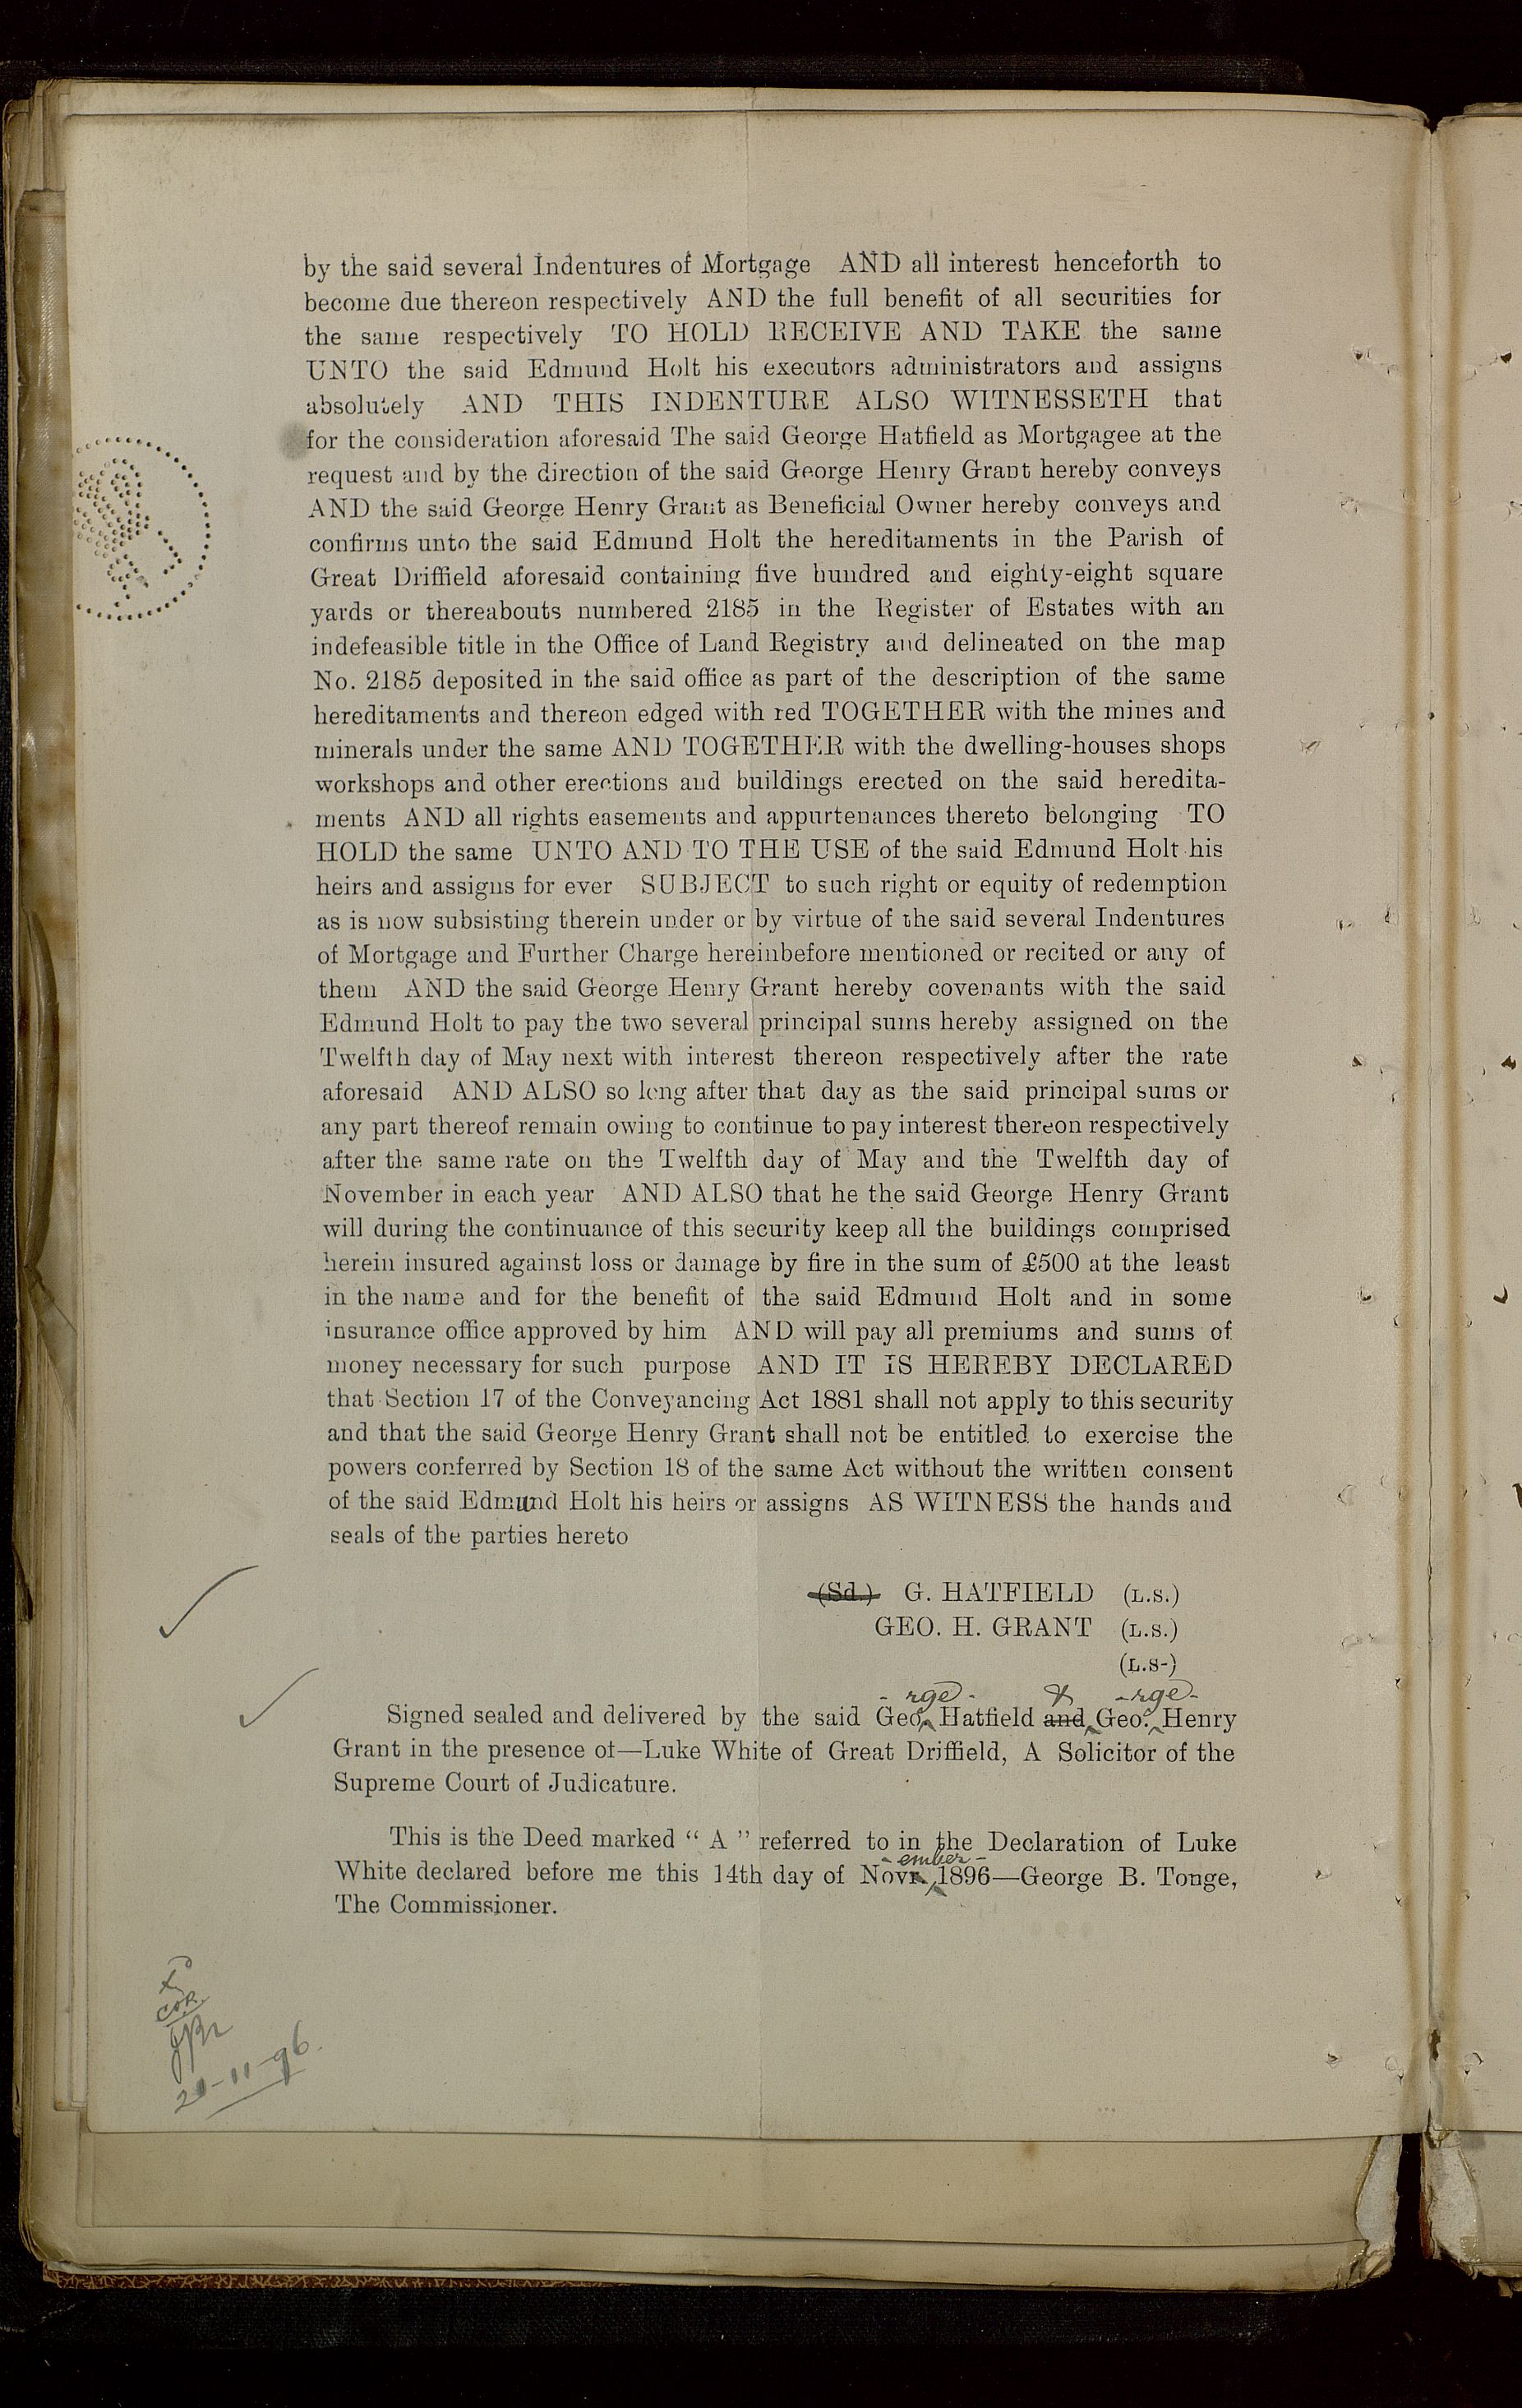 by the said several Indentures of Mortgage AND all interest henceforth to
become due thereon respectively AND the full benefit of all securities for
the same respectively TO HOLD RECEIVE AND TAKE the same
UNTO the said Edmund Holt his executors administrators and assigns
absolutely AND THIS INDENTURE ALSO WITNESSETH that
for the consideration aforesaid The said George Hatfield as Mortgagee at the
request and by the direction of the said George Henry Grant hereby conveys
AND the said George Henry Grant as Beneficial Owner hereby conveys and
confirms unto the said Edmund Holt the hereditaments in the Parish of
Great Driffield aforesaid containing five hundred and eighty-eight square
yards or thereabouts numbered 2185 in the Register of Estates with an
indefeasible title in the Office of Land Registry and delineated on the map
No. 2185 deposited in the said office as part of the description of the same
hereditaments and thereon edged with red TOGETHER with the mines and
minerals under the same AND TOGETHER with the dwelling-houses shops
workshops and other erections and buildings erected on the said heredita-
ments AND all rights easements and appurtenances thereto belonging TO
HOLD the same UNTO AND TO THE USE of the said Edmund Holt his
heirs and assigns for ever SUBJECT to such right or equity of redemption
as is now subsisting therein under or by virtue of the said several Indentures
of Mortgage and Further Charge hereinbefore mentioned or recited or any of
them AND the said George Henry Grant hereby covenants with the said
Edmund Holt to pay the two several principal sums hereby assigned on the
Twelfth day of May next with interest thereon respectively after the rate
aforesaid AND ALSO so long after that day as the said principal sums or
any part thereof remain owing to continue to pay interest thereon respectively
after the same rate on the Twelfth day of May and the Twelfth day of
November in each year AND ALSO that he the said George Henry Grant
will during the continuance of this security keep all the buildings comprised
herein insured against loss or damage by fire in the sum of £500 at the least
in the name and for the benefit of the said Edmund Holt and in some
insurance office approved by him AND will pay all premiums and sums of
money necessary for such purpose AND IT IS HEREBY DECLARED
that Section 17 of the Conveyancing Act 1881 shall not apply to this security
and that the said George Henry Grant shall not be entitled to exercise the
powers conferred by Section 18 of the same Act without the written consent
of the said Edmund Holt his heirs or assigns AS WITNESS the hands and
seals of the parties hereto
(Sd.) G. HATFIELD (L.S.)
GEO. H. GRANT (L.S.)
(L.S-)
-rge- & -rge-
Signed sealed and delivered by the said Geo. Hatfield and Geo. Henry
Grant in the presence of—Luke White of Great Driffield, A Solicitor of the
Supreme Court of Judicature.
This is the Deed marked “ A ” referred to in the Declaration of Luke
-ember-
White declared before me this 14th day of Novr. 1896—George B. Tonge,
The Commissioner.
-11-96